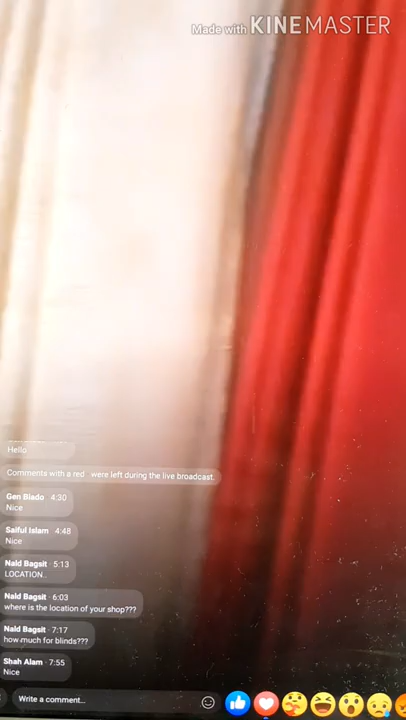 Made with KINEMASTER
Hello
Comments with a red . were left during the live broadcast.
Gen Blado 4:30
Nice
Saiful Islam · 4:48
Nice
Nald Bagsit · 5:13
LOCATION..
Nald Bagsit · 6:03
where is the location of your shop???
Nald Bagsit · 7:17
how much for blinds???
Shah Alam · 7:55
Nice
Write a comment...